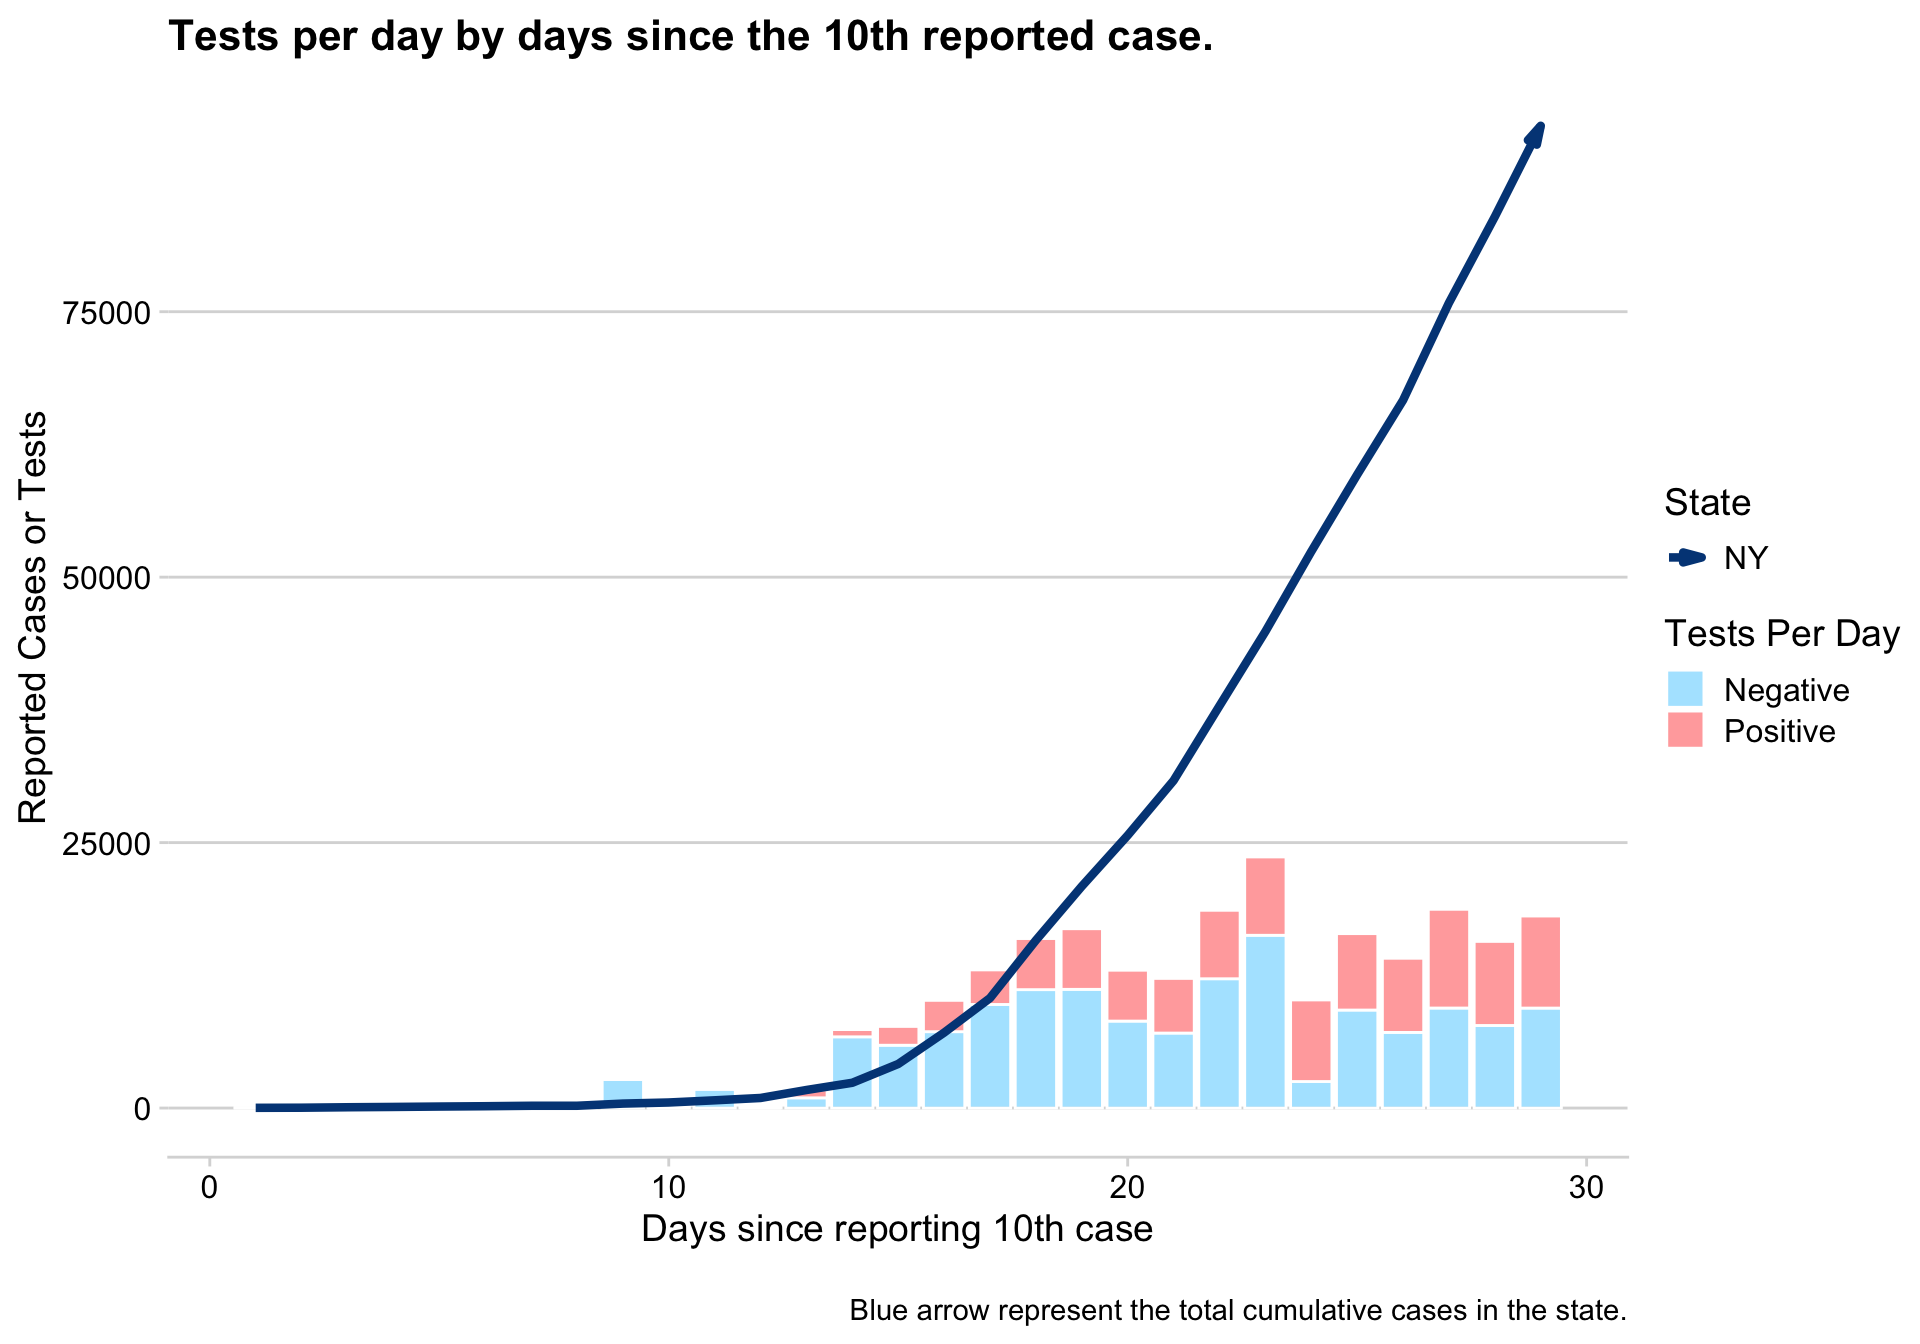 Tests per day by days since the 10th reported case.
Reported Cases or Tests
75000
50000
25000
0
0
10
20
30
Days since reporting 10th case
State
NY
Tests Per Day
Negative
Positive
Blue arrow represent the total cumulative cases in the state.